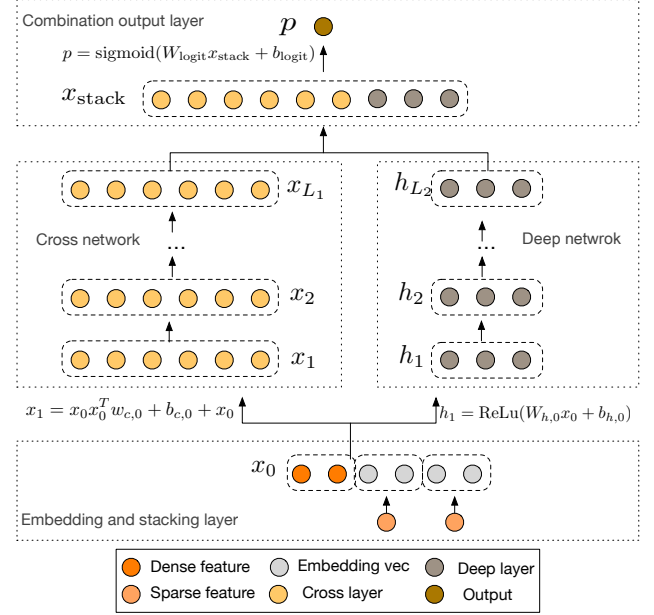 Combination output layer
p
p = sigmoid(W_logit x_stack + b_logit)
x_stack
x_{L_1}
h_{L_2}
Cross network
...
...
Deep netwrok
x_2
h_2
x_1
h_1
x_1 = x_0 x_0^T w_{c,0} + b_{c,0} + x_0
h_1 = ReLu(W_{h,0} x_0 + b_{h,0})
x_0
Embedding and stacking layer
Dense feature
Embedding vec
Deep layer
Sparse feature
Cross layer
Output